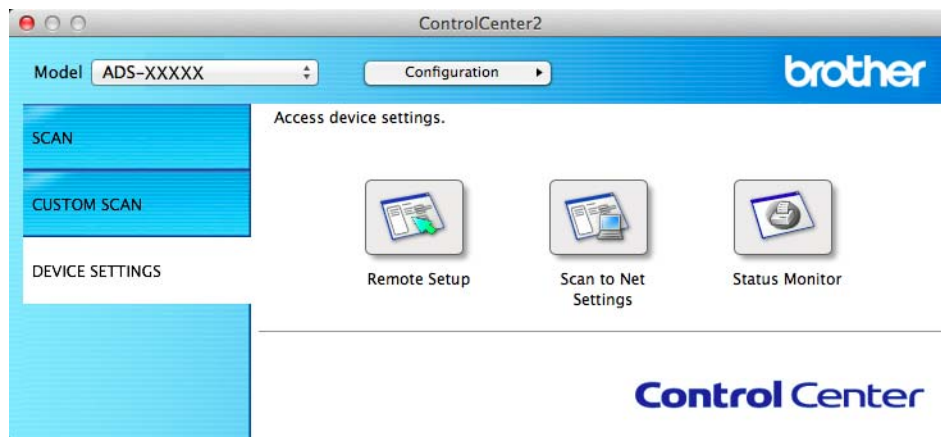 ControlCenter2
Model ADS-XXXXX Configuration brother
SCAN
CUSTOM SCAN
DEVICE SETTINGS
Access device settings.
Remote Setup
Scan to Net
Settings
Status Monitor
Control Center